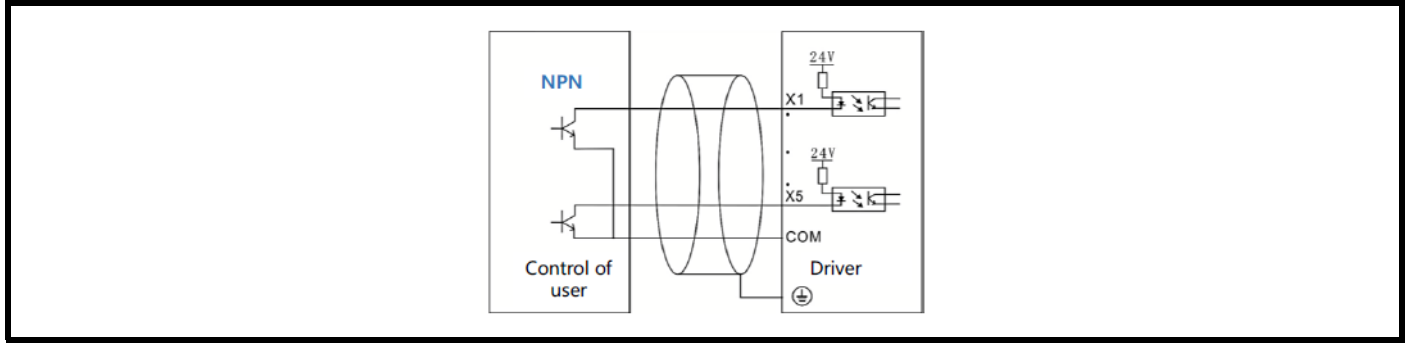 NPN
24V
X1
24V
X5
COM
Control of
user
Driver